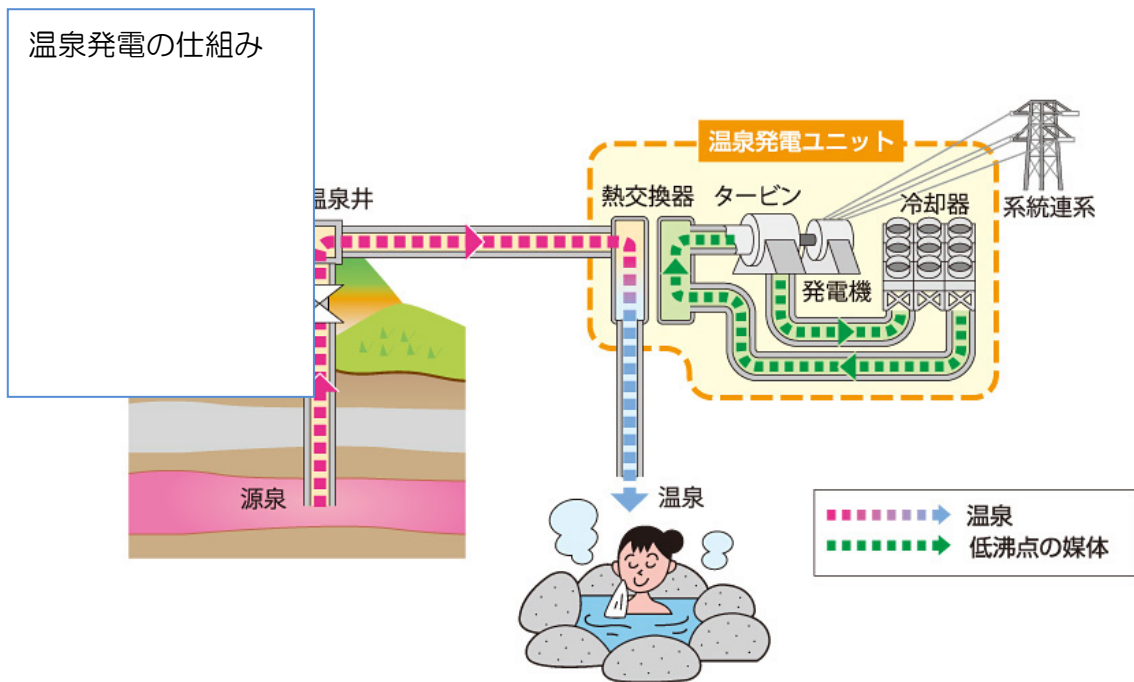 温泉発電の仕組み
温泉発電ユニット
温泉井
熱交換器
タービン
冷却器
系統連系
発電機
源泉
温泉
温泉
低沸点の媒体